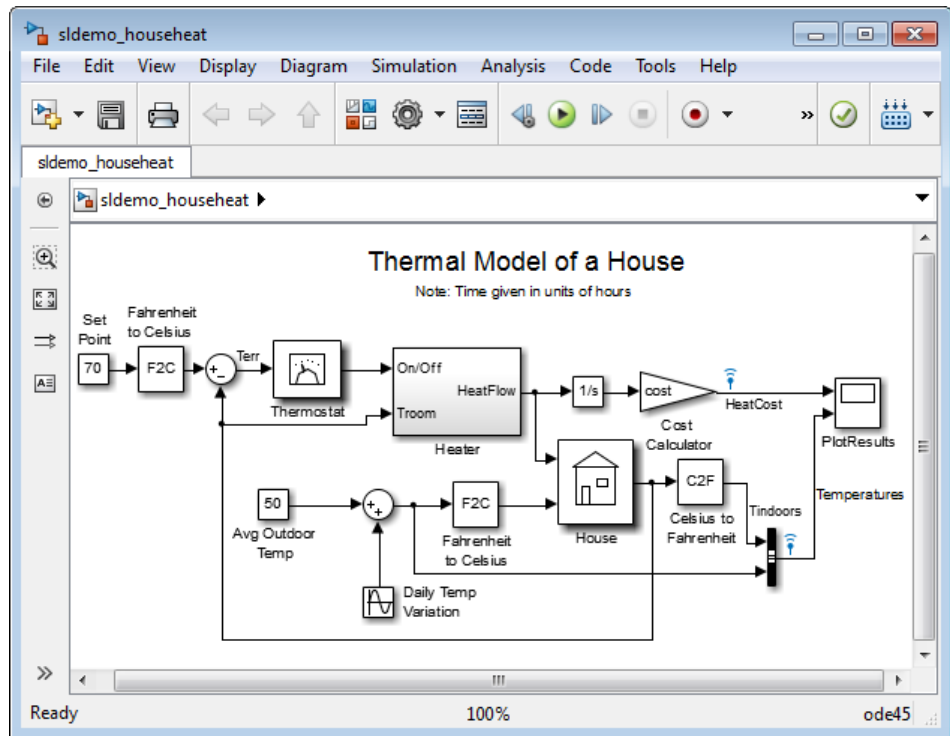 sldemo_househeat
File Edit View Display Diagram Simulation Analysis Code Tools Help
»
sldemo_househeat
sldemo_househeat
Thermal Model of a House
Note: Time given in units of hours
Set
Point
70
Fahrenheit
to Celsius
F2C
+
-
Terr
Thermostat
On/Off
Troom
HeatFlow
Heater
1/s
cost
Cost
Calculator
HeatCost
PlotResults
50
Avg Outdoor
Temp
+
+
F2C
Fahrenheit
to Celsius
House
C2F
Celsius to
Fahrenheit
Tindoors
Temperatures
Daily Temp
Variation
A
»
Ready
100%
ode45